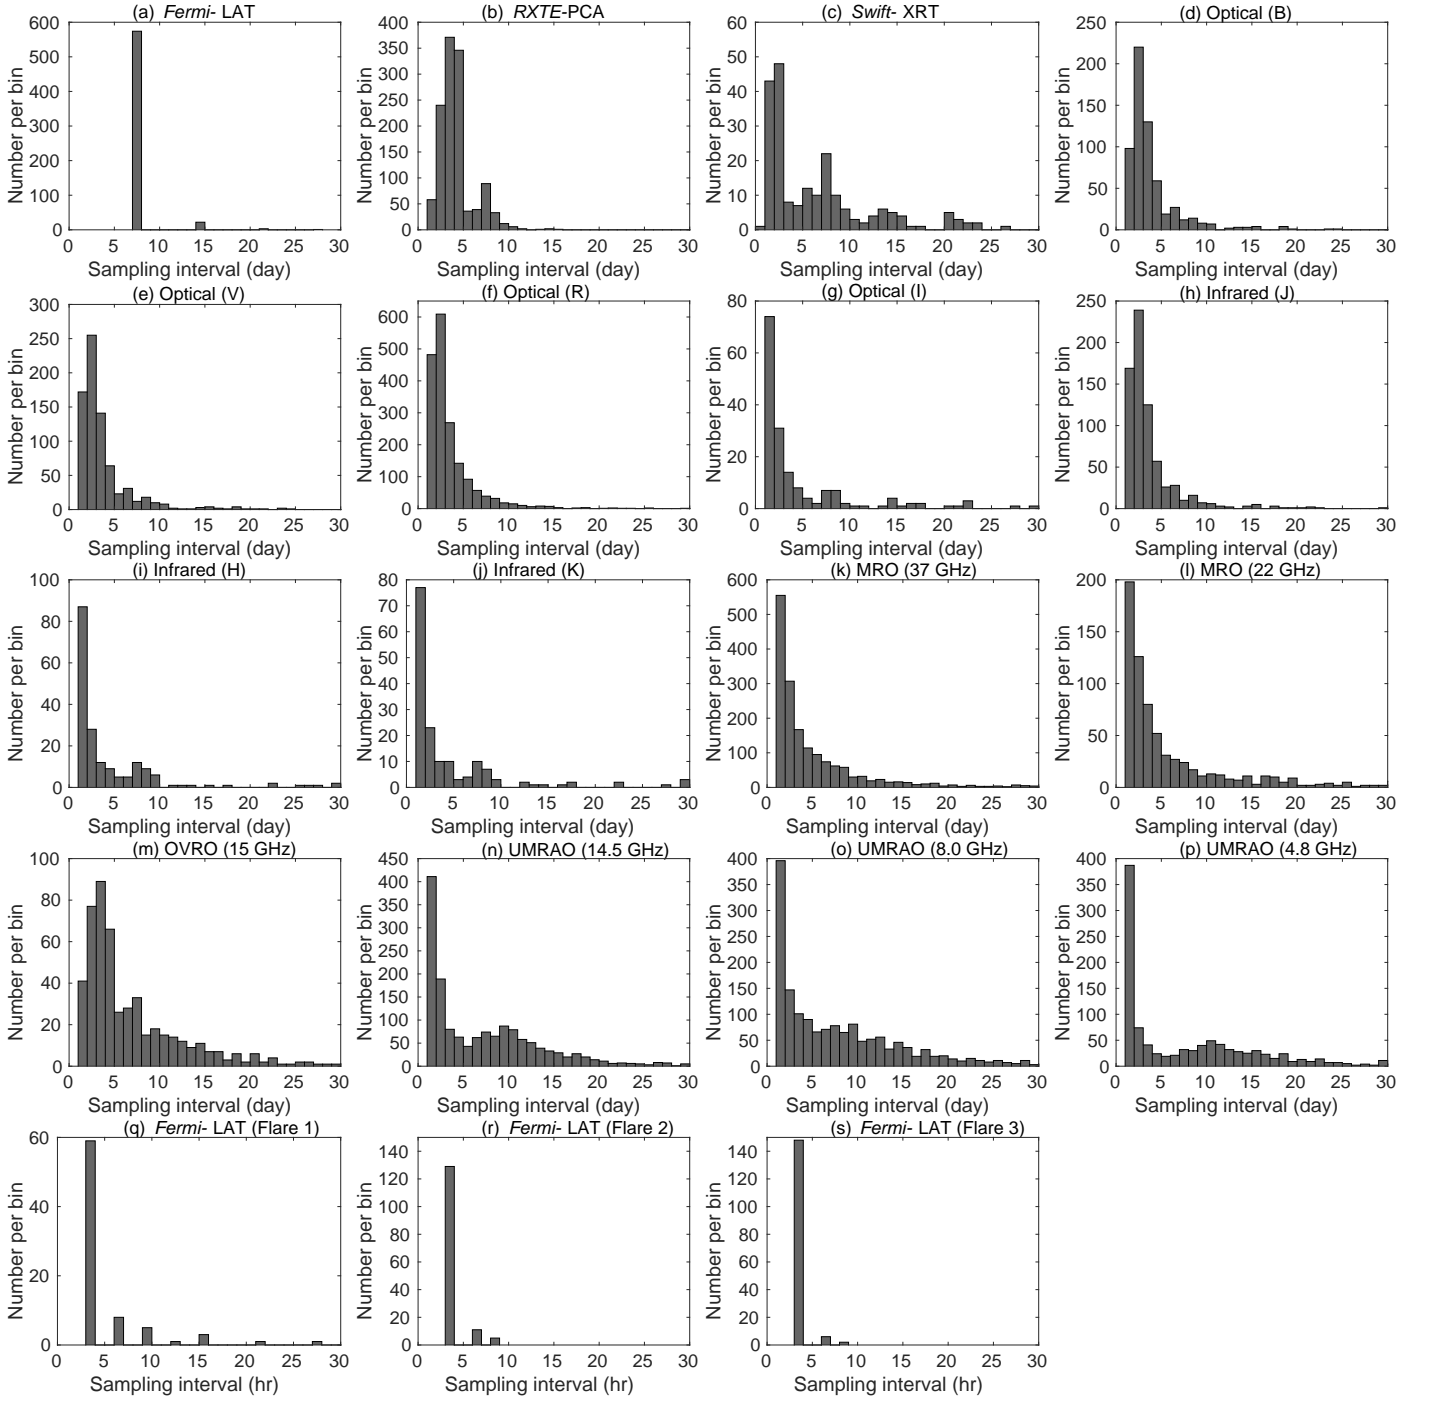 (a) Fermi- LAT
Number per bin
0 100 200 300 400 500 600
0 5 10 15 20 25 30
Sampling interval (day)
(b) RXTE-PCA
Number per bin
0 50 100 150 200 250 300 350 400
0 5 10 15 20 25 30
Sampling interval (day)
(c) Swift- XRT
Number per bin
0 10 20 30 40 50 60
0 5 10 15 20 25 30
Sampling interval (day)
(d) Optical (B)
Number per bin
0 50 100 150 200 250
0 5 10 15 20 25 30
Sampling interval (day)
(e) Optical (V)
Number per bin
0 50 100 150 200 250 300
0 5 10 15 20 25 30
Sampling interval (day)
(f) Optical (R)
Number per bin
0 100 200 300 400 500 600
0 5 10 15 20 25 30
Sampling interval (day)
(g) Optical (I)
Number per bin
0 20 40 60 80
0 5 10 15 20 25 30
Sampling interval (day)
(h) Infrared (J)
Number per bin
0 50 100 150 200 250
0 5 10 15 20 25 30
Sampling interval (day)
(i) Infrared (H)
Number per bin
0 20 40 60 80 100
0 5 10 15 20 25 30
Sampling interval (day)
(j) Infrared (K)
Number per bin
0 10 20 30 40 50 60 70 80
0 5 10 15 20 25 30
Sampling interval (day)
(k) MRO (37 GHz)
Number per bin
0 100 200 300 400 500 600
0 5 10 15 20 25 30
Sampling interval (day)
(l) MRO (22 GHz)
Number per bin
0 50 100 150 200
0 5 10 15 20 25 30
Sampling interval (day)
(m) OVRO (15 GHz)
Number per bin
0 20 40 60 80 100
0 5 10 15 20 25 30
Sampling interval (day)
(n) UMRAO (14.5 GHz)
Number per bin
0 50 100 150 200 250 300 350 400 450
0 5 10 15 20 25 30
Sampling interval (day)
(o) UMRAO (8.0 GHz)
Number per bin
0 50 100 150 200 250 300 350 400
0 5 10 15 20 25 30
Sampling interval (day)
(p) UMRAO (4.8 GHz)
Number per bin
0 50 100 150 200 250 300 350 400
0 5 10 15 20 25 30
Sampling interval (day)
(q) Fermi- LAT (Flare 1)
Number per bin
0 20 40 60
0 5 10 15 20 25 30
Sampling interval (hr)
(r) Fermi- LAT (Flare 2)
Number per bin
0 20 40 60 80 100 120 140
0 5 10 15 20 25 30
Sampling interval (hr)
(s) Fermi- LAT (Flare 3)
Number per bin
0 20 40 60 80 100 120 140
0 5 10 15 20 25 30
Sampling interval (hr)